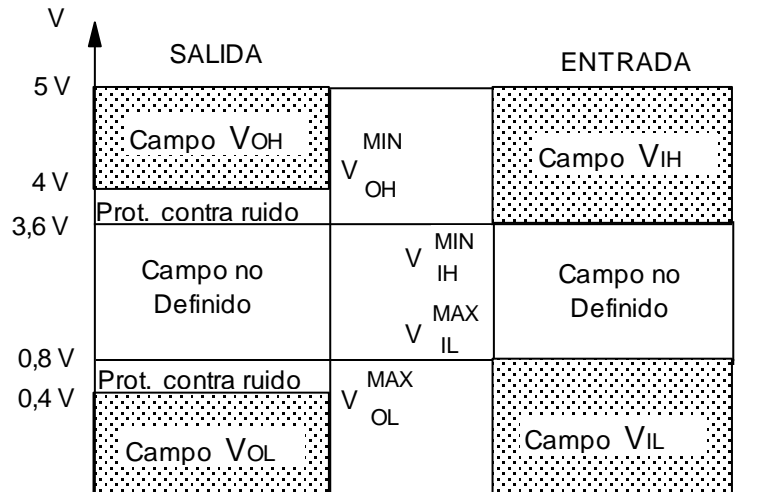 V
SALIDA
ENTRADA
5 V
Campo VOH
MIN
V
OH
Campo VIH
4 V
Prot. contra ruido
3,6 V
MIN
V
IH
Campo no
Definido
Campo no
Definido
MAX
V
IL
0,8 V
Prot. contra ruido
MAX
V
OL
0,4 V
Campo VOL
Campo VIL